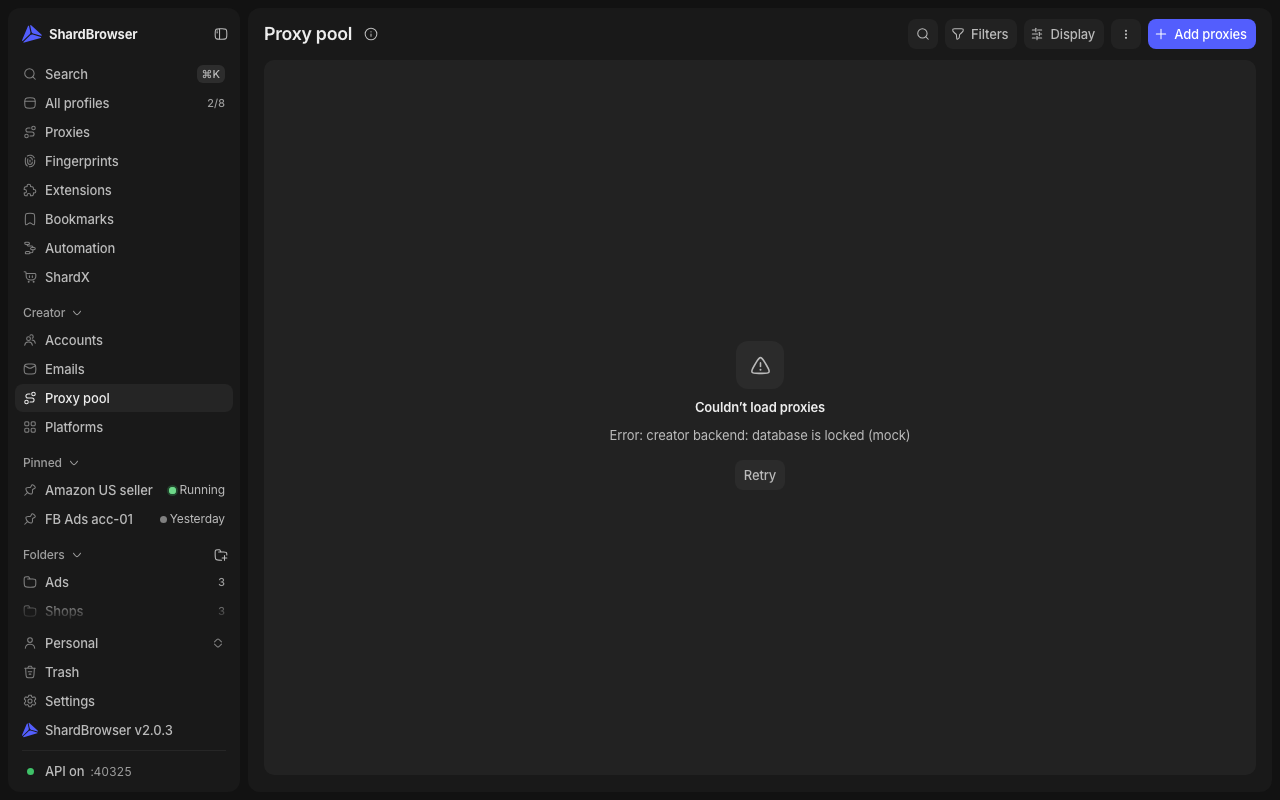 ShardBrowser
Search ⌘K
All profiles 2/8
Proxies
Fingerprints
Extensions
Bookmarks
Automation
ShardX
Creator
Accounts
Emails
Proxy pool
Platforms
Pinned
Amazon US seller Running
FB Ads acc-01 Yesterday
Folders
Ads 3
Shops 3
Personal
Trash
Settings
ShardBrowser v2.0.3
API on :40325
Proxy pool
Filters
Display
Add proxies
Couldn't load proxies
Error: creator backend: database is locked (mock)
Retry